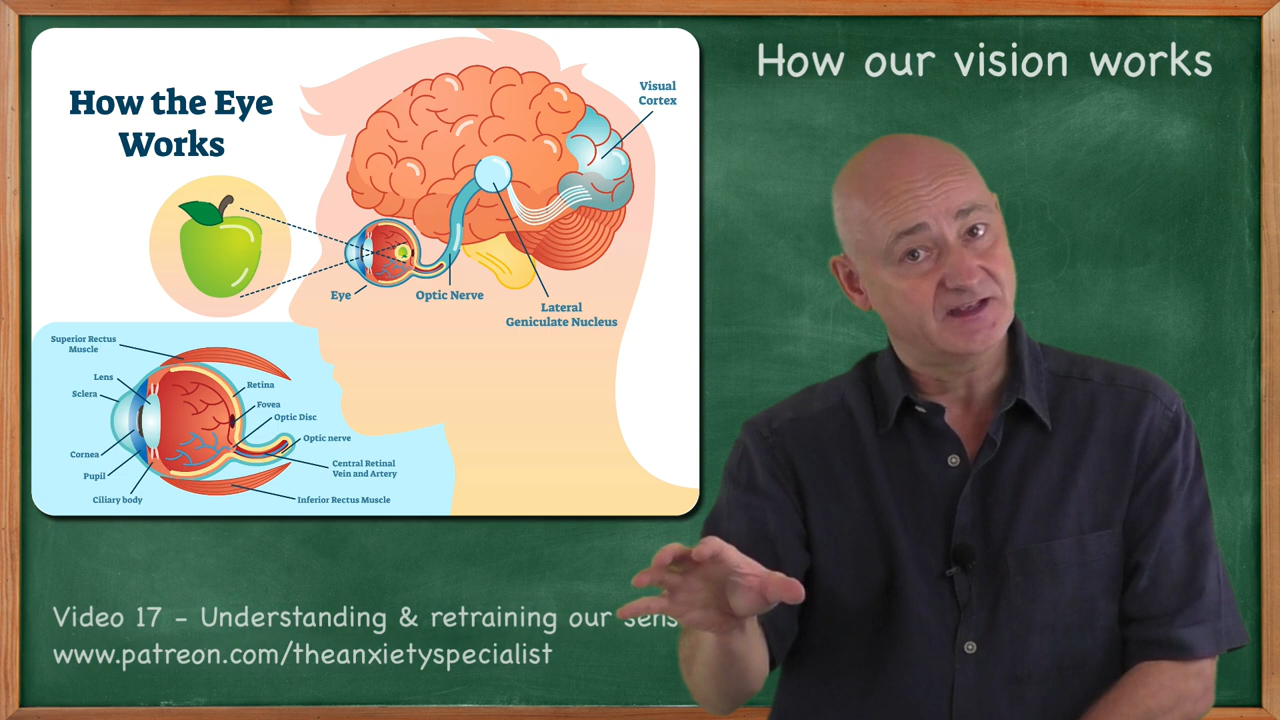 How our vision works
How the Eye
Works
Visual
Cortex
Eye
Optic Nerve
Lateral
Geniculate Nucleus
Superior Rectus
Muscle
Lens
Sclera
Cornea
Pupil
Ciliary body
Retina
Fovea
Optic Disc
Optic nerve
Central Retinal
Vein and Artery
Inferior Rectus Muscle
Video 17 – Understanding & retraining our
www.patreon.com/theanxietyspecialist